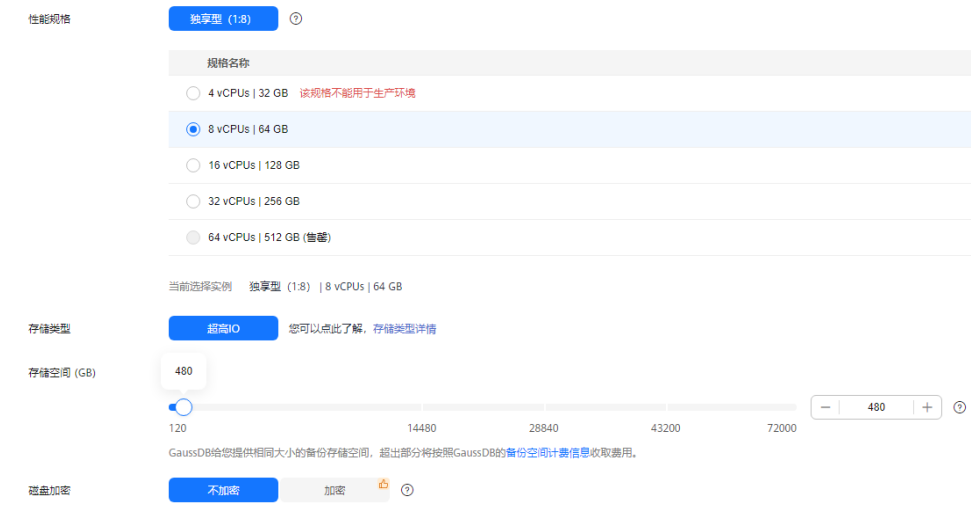 性能规格 独享型 (1:8) ?
规格名称
4 vCPUs | 32 GB 该规格不能用于生产环境
8 vCPUs | 64 GB
16 vCPUs | 128 GB
32 vCPUs | 256 GB
64 vCPUs | 512 GB (售罄)
当前选择实例 独享型（1:8）| 8 vCPUs | 64 GB
存储类型 超高IO 您可以点此了解，存储类型详情
存储空间 (GB) 480
− 480 + ?
120 14480 28840 43200 72000
GaussDB给您提供相同大小的备份存储空间，超出部分将按照GaussDB的备份空间计费信息收取费用。
磁盘加密 不加密 加密 ?